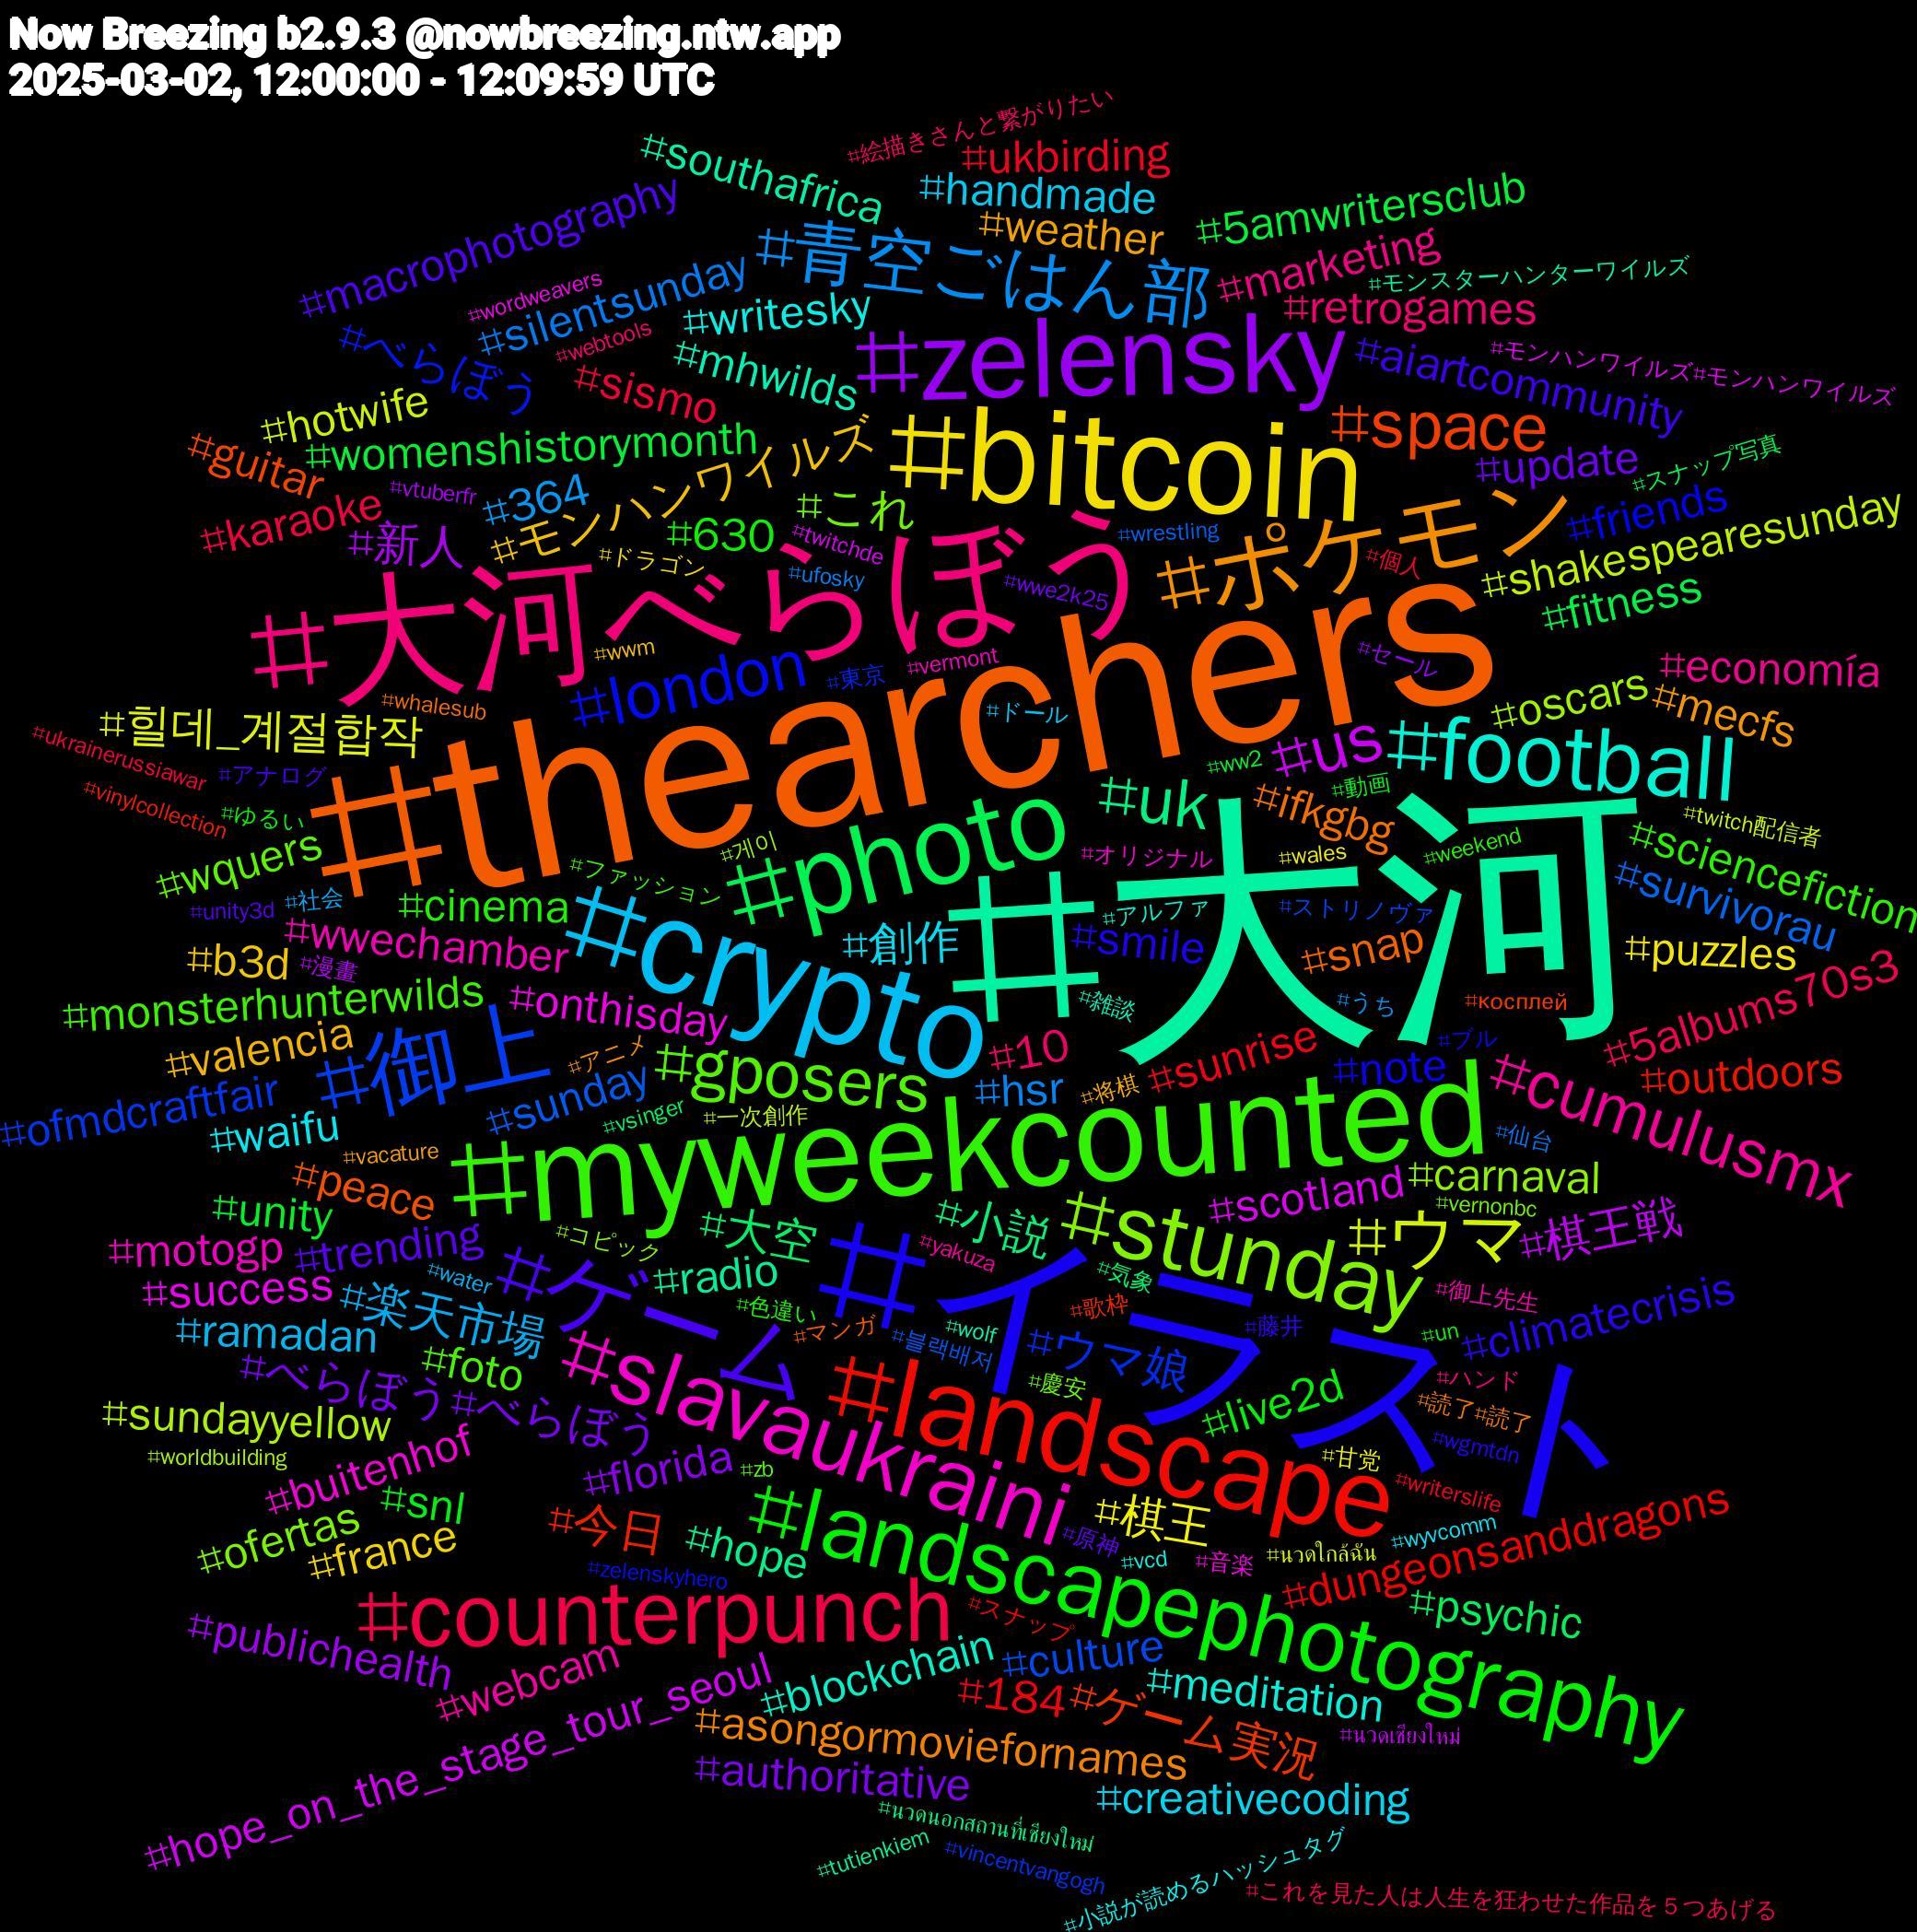 Now Breezing b2.9.3 @nowbreezing.ntw.app
2025-03-02, 12:00:00 - 12:09:59 UTC
#絵描きさんと繋がりたい
#southafrica
#ukbirding
#handmade
#5amwritersclub
#macrophotography
#weather
#青空ごはん部
#marketing
#モンスターハンターワイルズ
#wordweavers
#silentsunday
#writesky
#retrogames
#webtools
#べらぼう
#zelensky
#mhwilds
#aiartcommunity
#モンハンワイルズ#モンハンワイルズ
#sismo
#hotwife
#bitcoin
#space
#womenshistorymonth
#guitar
#モンハンワイルズ
#update
#スナップ写真
#vtuberfr
#364
#これ
#ポケモン
#friends
#shakespearesunday
#karaoke
#新人
#twitchde
#630
#wrestling
#ドラゴン
#ufosky
#wwe2k25
#個人
#fitness
#大河べらぼう
#thearchers
#wwm
#vermont
#セール
#economía
#london
#東京
#whalesub
#oscars
#힐데_계절합작
#ドール
#mecfs
#us
#football
#ukrainerussiawar
#アナログ
#vinylcollection
#ゆるい
#ww2
#動画
#uk
#ifkgbg
#photo
#게이
#wales
#twitch配信者
#wquers
#unity3d
#ファッション
#オリジナル
#weekend
#sciencefiction
#cinema
#社会
#大河
#アルファ
#ストリノヴァ
#survivorau
#wwechamber
#創作
#smile
#snap
#puzzles
#b3d
#漫畫
#crypto
#雑談
#косплей
#monsterhunterwilds
#onthisday
#うち
#御上
#gposers
#10
#ブル
#5albums70s3
#valencia
#アニメ
#sunrise
#note
#outdoors
#ofmdcraftfair
#sunday
#hsr
#将棋
#cumulusmx
#waifu
#vsinger
#一次創作
#仙台
#vacature
#myweekcounted
#carnaval
#peace
#unity
#コピック
#stunday
#大空
#小説
#scotland
#vernonbc
#ウマ
#棋王戦
#motogp
#trending
#ゲーム
#radio
#気象
#yakuza
#御上先生
#success
#water
#イラスト
#ramadan
#楽天市場
#色違い
#歌枠
#wolf
#un
#climatecrisis
#べらぼう#べらぼう
#foto
#マンガ
#블랙배저
#ウマ娘
#藤井
#slavaukraini
#landscape
#live2d
#ハンド
#sundayyellow
#buitenhof
#florida
#慶安
#読了#読了
#wgmtdn
#worldbuilding
#zb
#snl
#甘党
#ofertas
#france
#今日
#hope
#landscapephotography
#原神
#棋王
#writerslife
#wyvcomm
#dungeonsanddragons
#zelenskyhero
#音楽
#vcd
#นวดใกล้ฉัน
#counterpunch
#psychic
#publichealth
#webcam
#スナップ
#culture
#blockchain
#184
#ゲーム実況
#meditation
#hope_on_the_stage_tour_seoul
#asongormoviefornames
#นวดเชียงใหม่
#authoritative
#creativecoding
#นวดนอกสถานที่เชียงใหม่
#tutienkiem
#vincentvangogh
#小説が読めるハッシュタグ
#これを見た人は人生を狂わせた作品を５つあげる